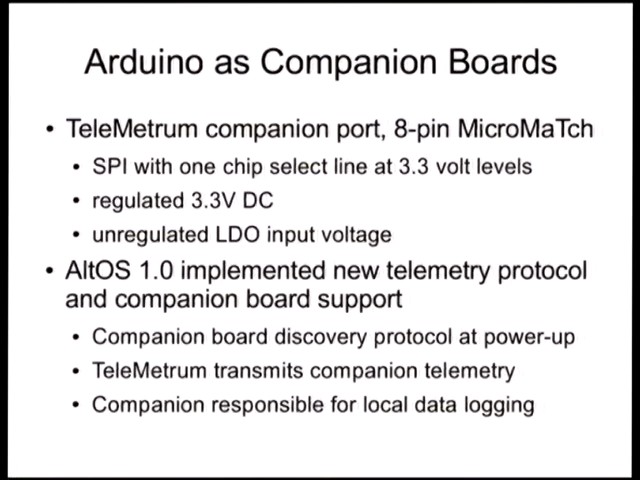 Arduino as Companion Boards
• TeleMetrum companion port, 8-pin MicroMaTch
• SPI with one chip select line at 3.3 volt levels
• regulated 3.3V DC
• unregulated LDO input voltage
• AltOS 1.0 implemented new telemetry protocol
and companion board support
• Companion board discovery protocol at power-up
• TeleMetrum transmits companion telemetry
• Companion responsible for local data logging